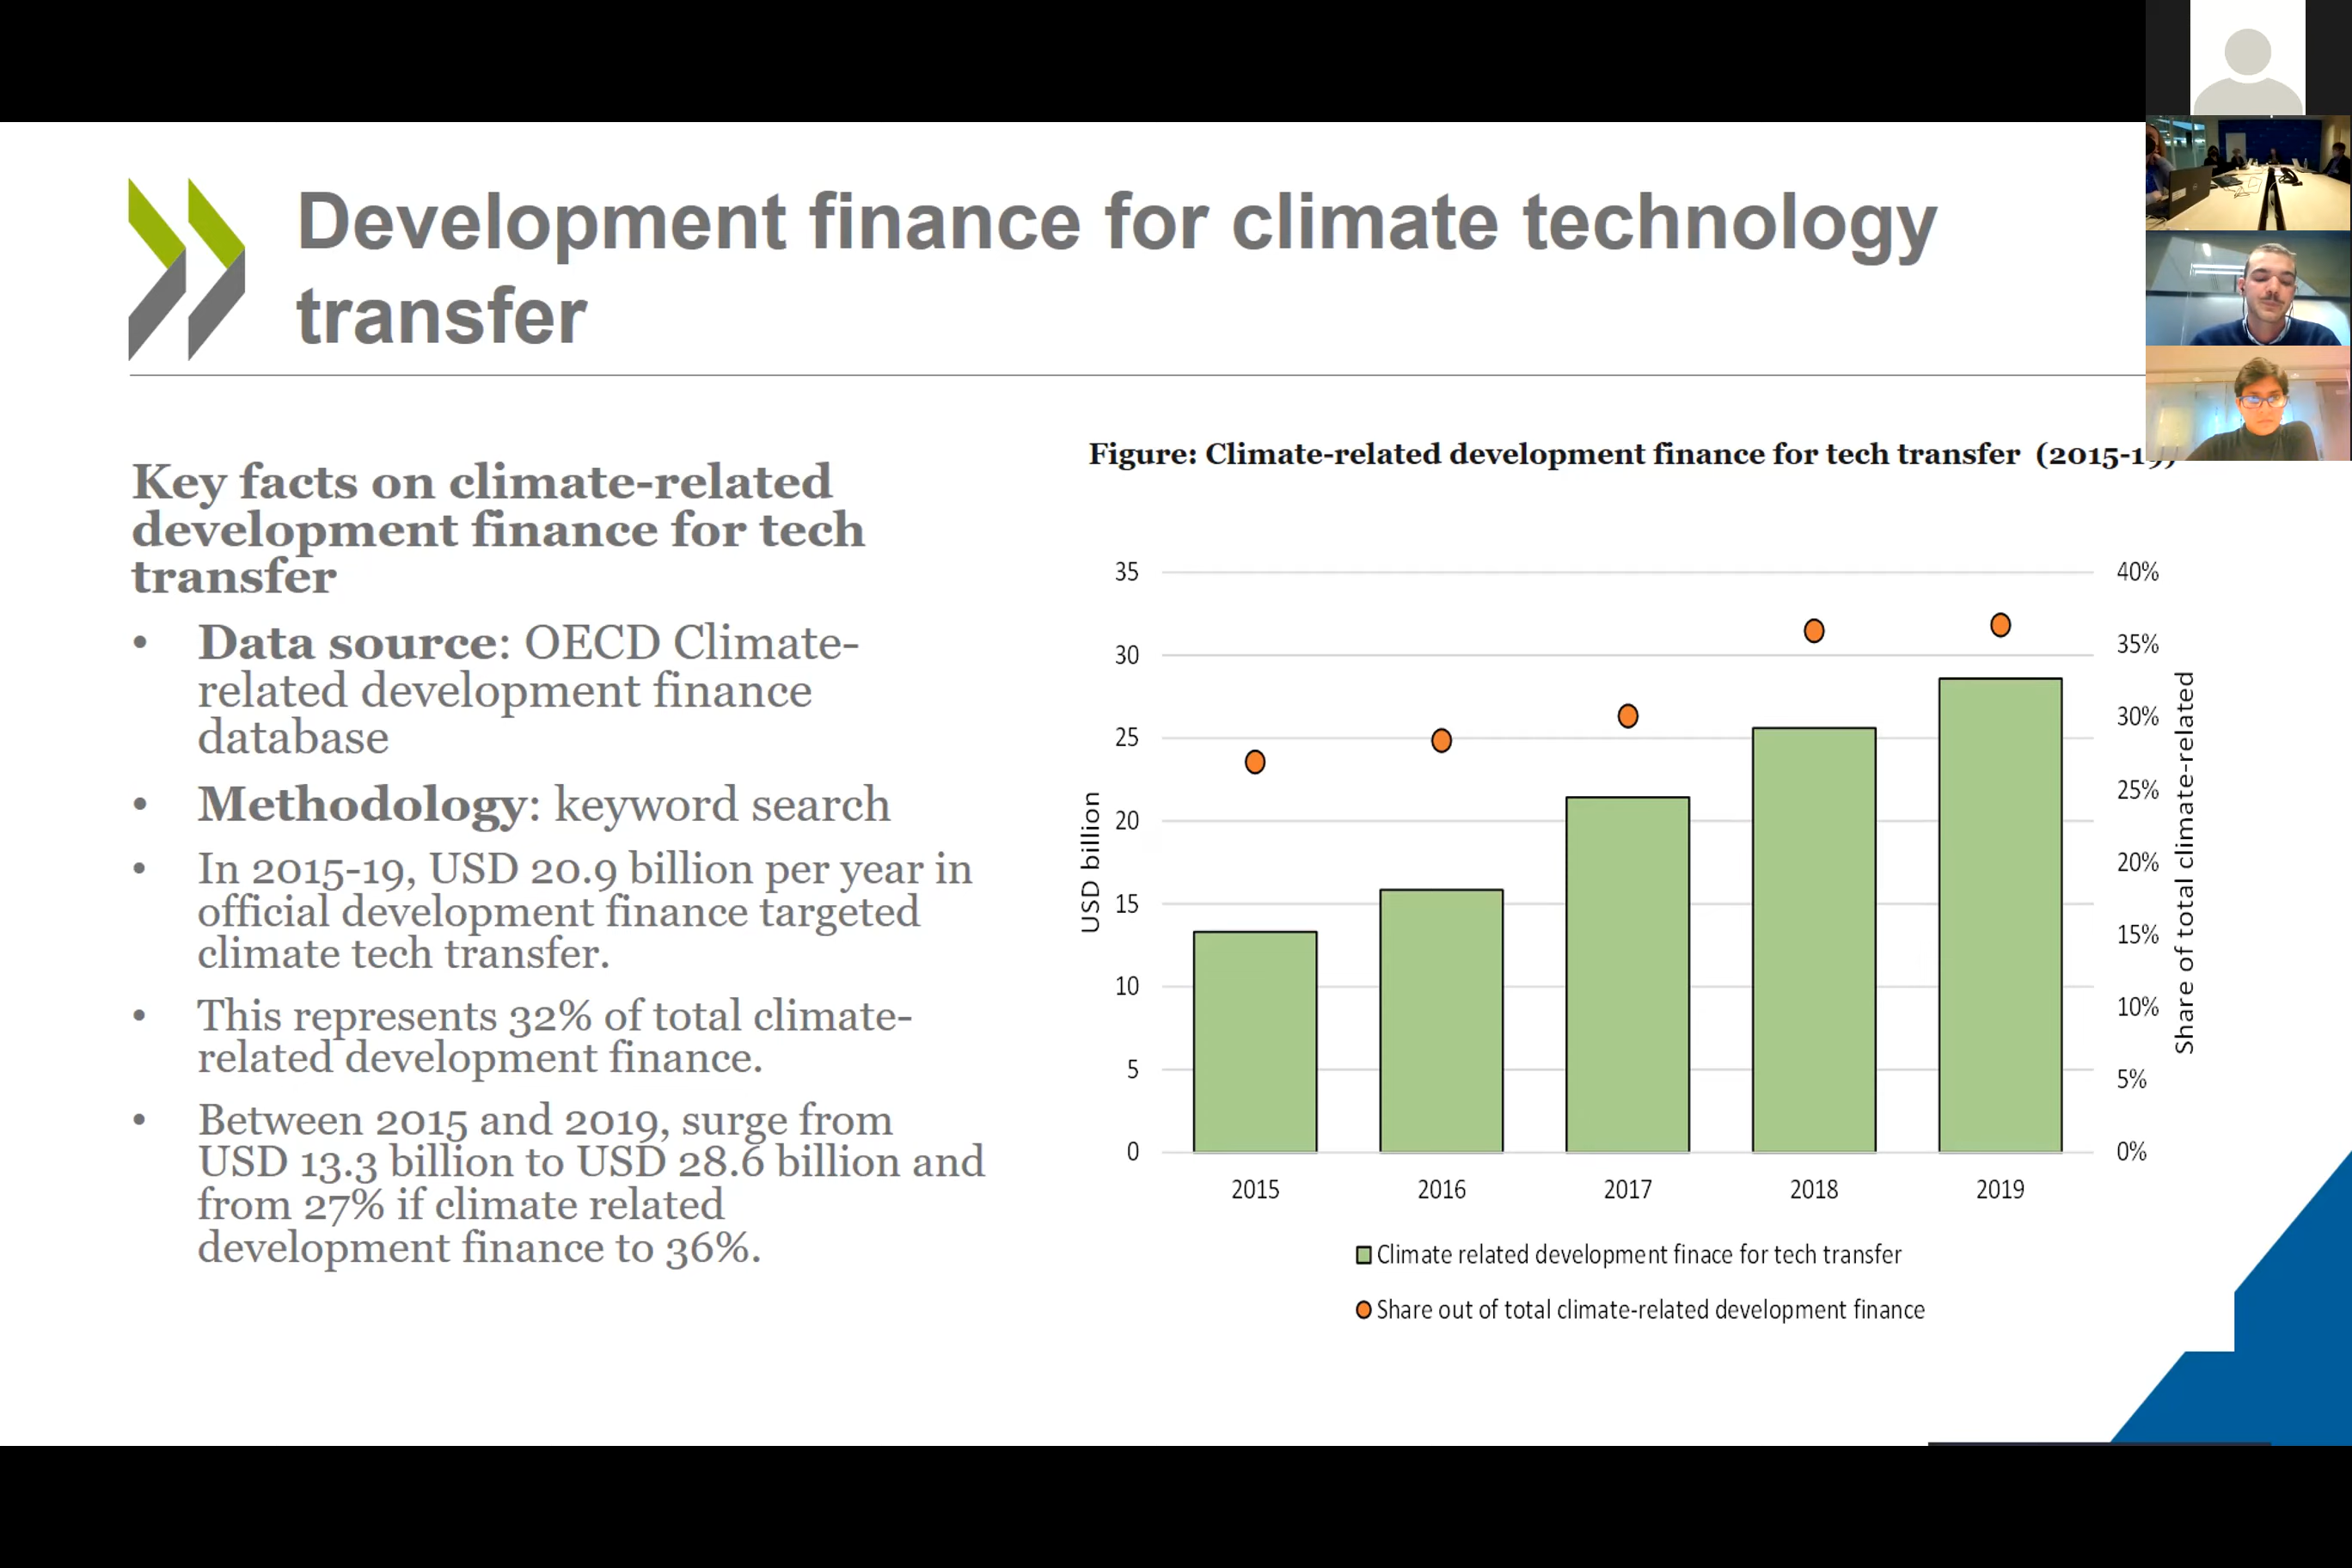 Development finance for climate technology
transfer
Key facts on climate-related
development finance for tech
transfer
• Data source: OECD Climate-
related development finance
database
• Methodology: keyword search
• In 2015-19, USD 20.9 billion per year in
official development finance targeted
climate tech transfer.
• This represents 32% of total climate-
related development finance.
• Between 2015 and 2019, surge from
USD 13.3 billion to USD 28.6 billion and
from 27% if climate related
development finance to 36%.
Figure: Climate-related development finance for tech transfer (2015-19)
35
30
25
20
15
10
5
0
USD billion
40%
35%
30%
25%
20%
15%
10%
5%
0%
Share of total climate-related
2015 2016 2017 2018 2019
Climate related development finace for tech transfer
Share out of total climate-related development finance